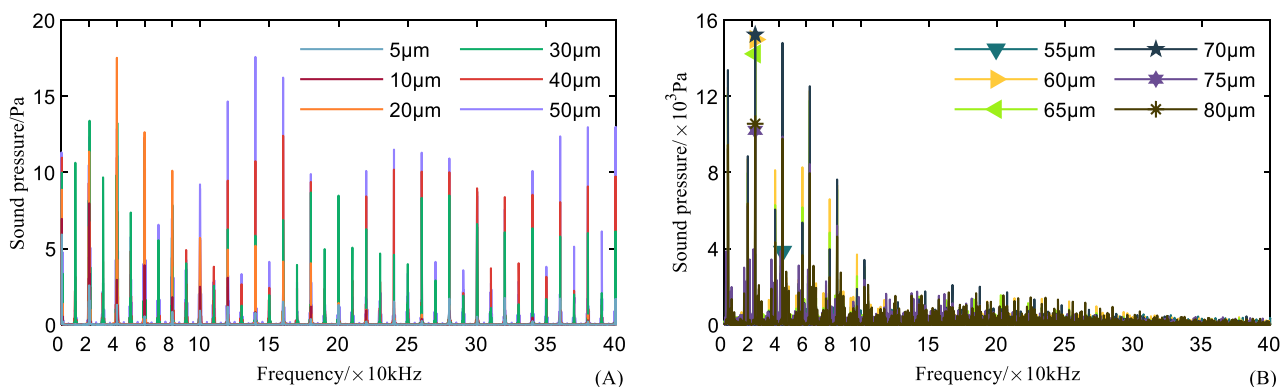 20
15
10
5
0
Sound pressure/Pa
5μm
10μm
20μm
30μm
40μm
50μm
0 2 4 6 8 10 15 20 25 30 35 40
Frequency/×10kHz
(A)
16
12
8
4
0
Sound pressure/×10³Pa
55μm
60μm
65μm
70μm
75μm
80μm
0 2 4 6 8 10 15 20 25 30 35 40
Frequency/×10kHz
(B)